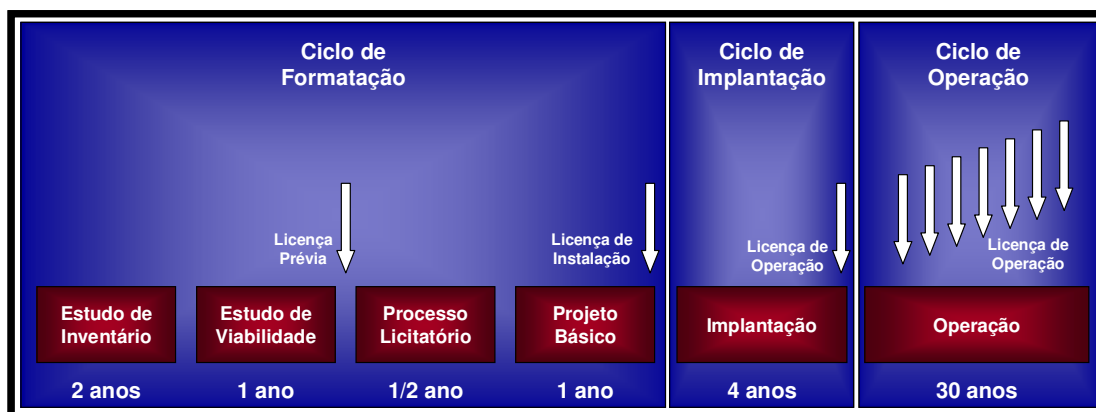 Ciclo de
Formatação
Ciclo de
Implantação
Ciclo de
Operação
Licença
Prévia
Licença de
Instalação
Licença de
Operação
Licença de
Operação
Estudo de
Inventário
Estudo de
Viabilidade
Processo
Licitatório
Projeto
Básico
Implantação
Operação
2 anos
1 ano
1/2 ano
1 ano
4 anos
30 anos